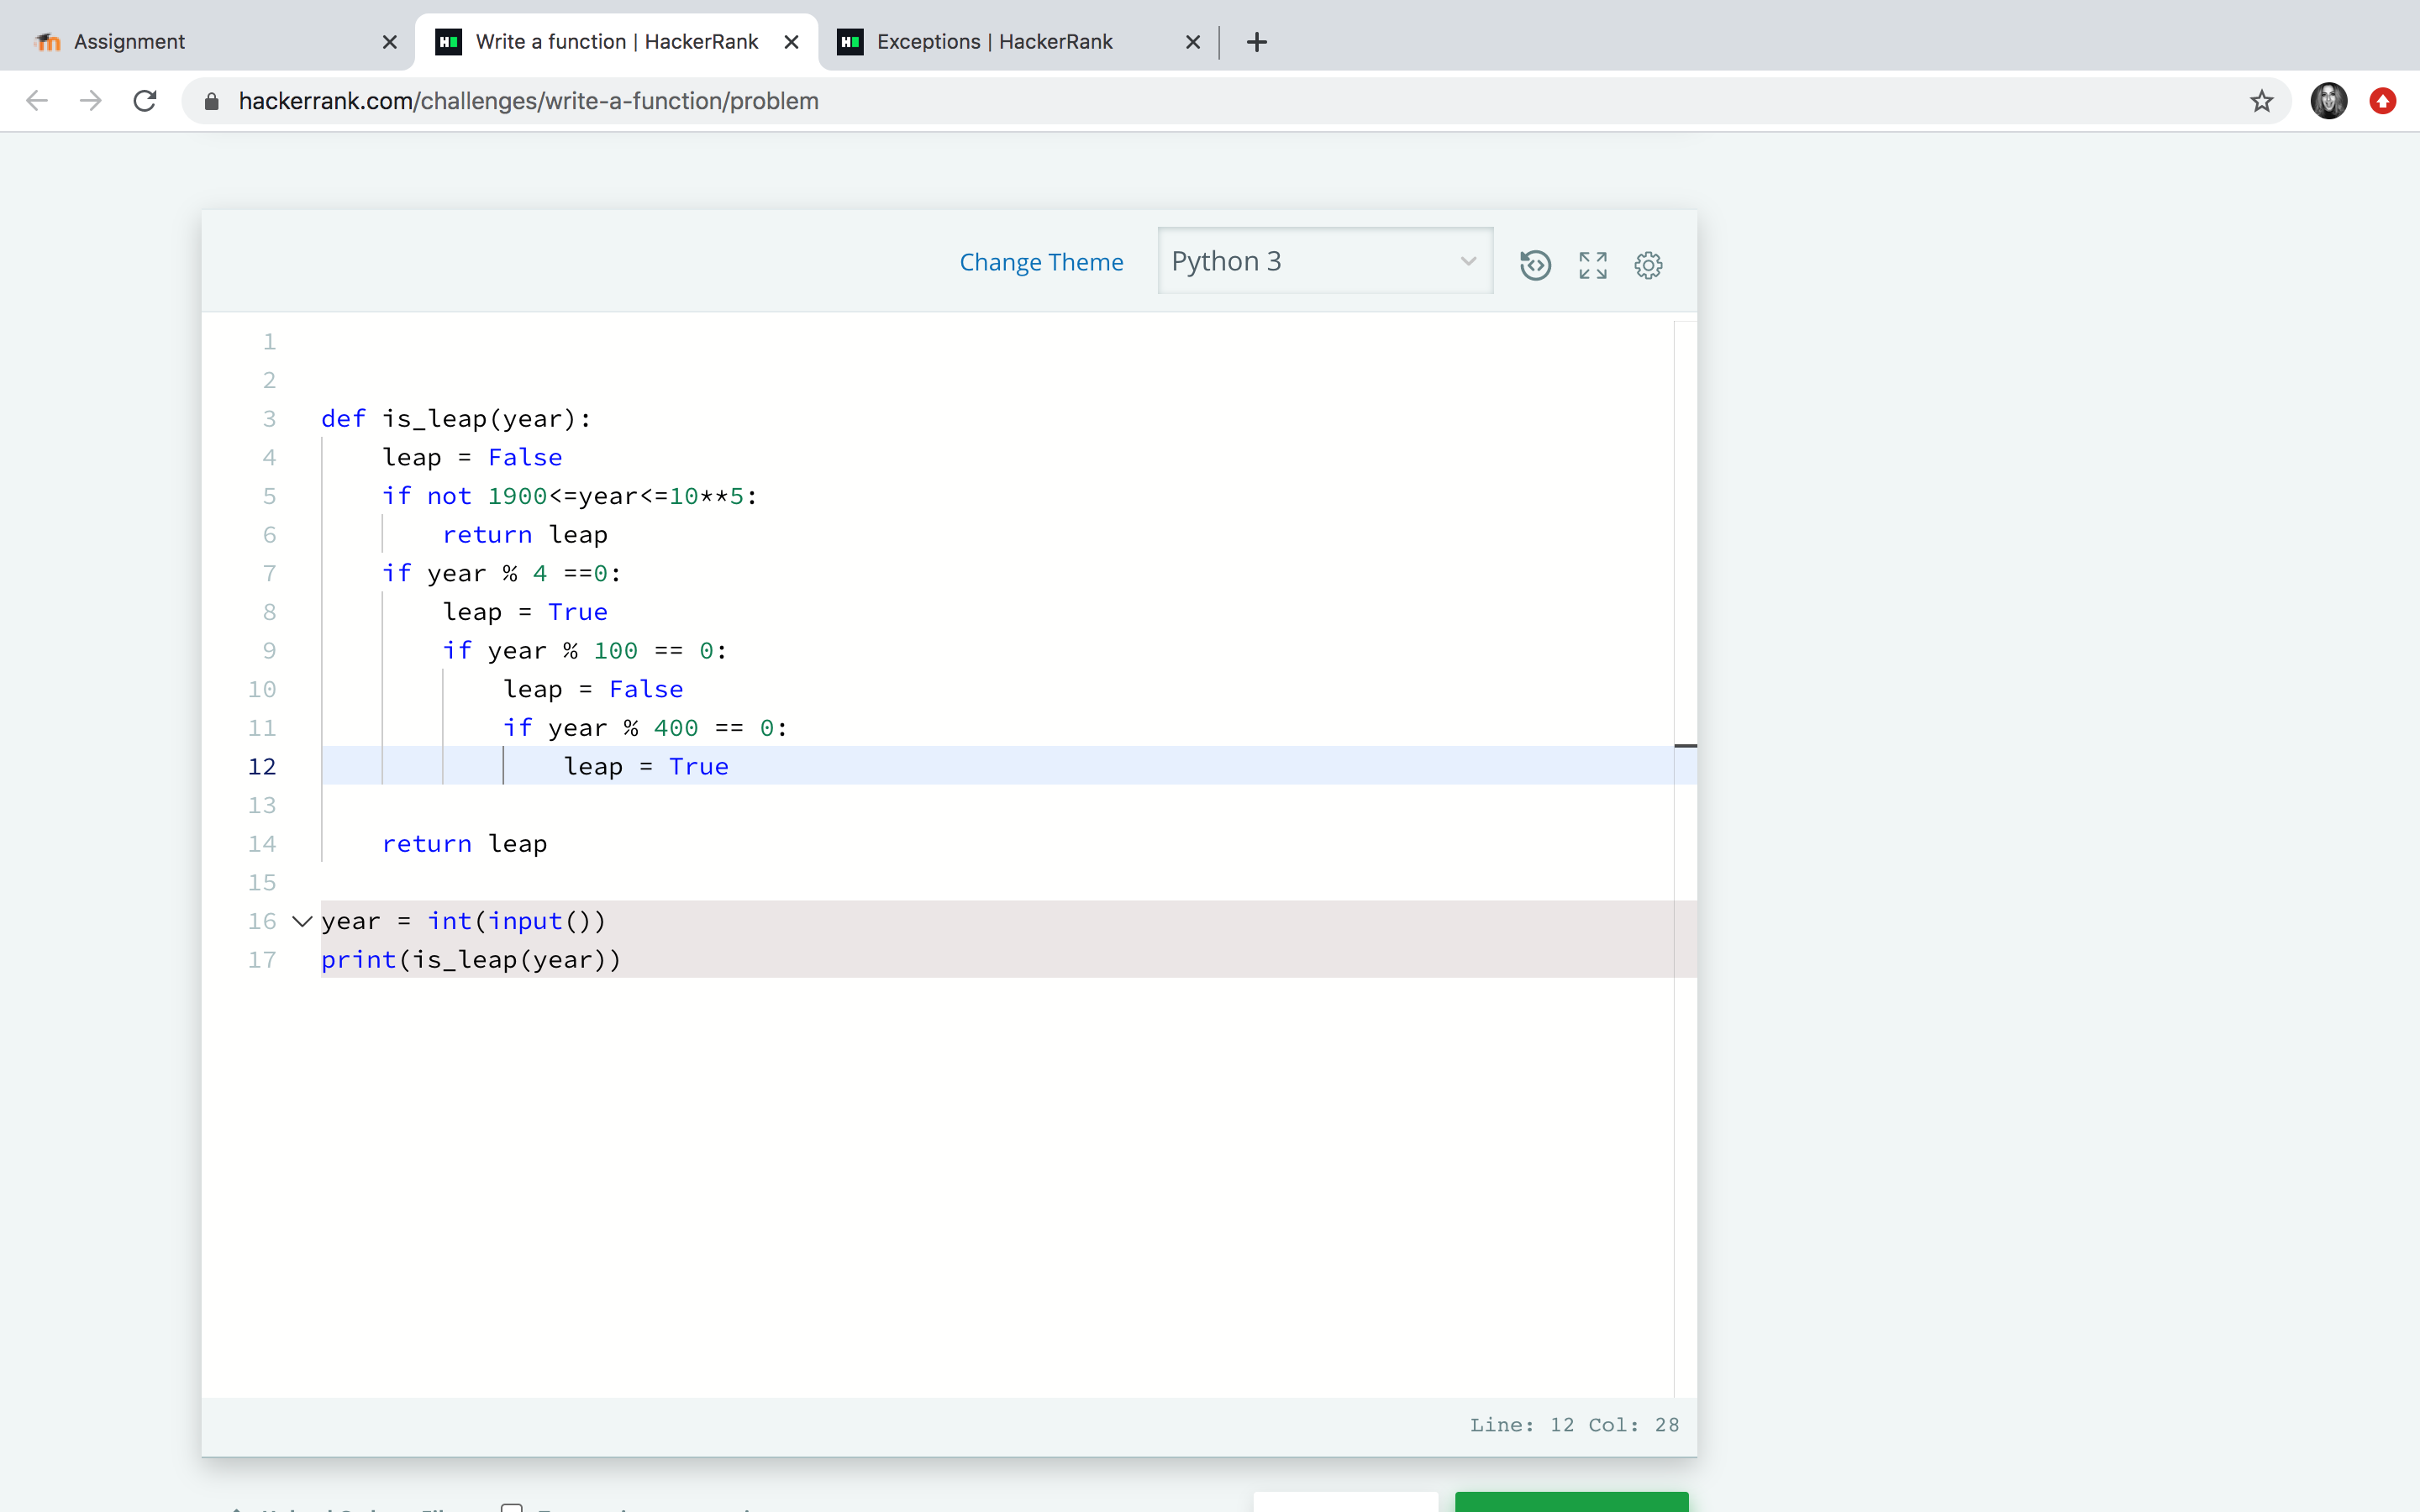 Assignment
Write a function | HackerRank
Exceptions | HackerRank
hackerrank.com/challenges/write-a-function/problem
Change Theme
Python 3
1
2
3 def is_leap(year):
4     leap = False
5     if not 1900<=year<=10**5:
6         return leap
7     if year % 4 ==0:
8         leap = True
9         if year % 100 == 0:
10             leap = False
11             if year % 400 == 0:
12                 leap = True
13
14     return leap
15
16 year = int(input())
17 print(is_leap(year))
Line: 12 Col: 28